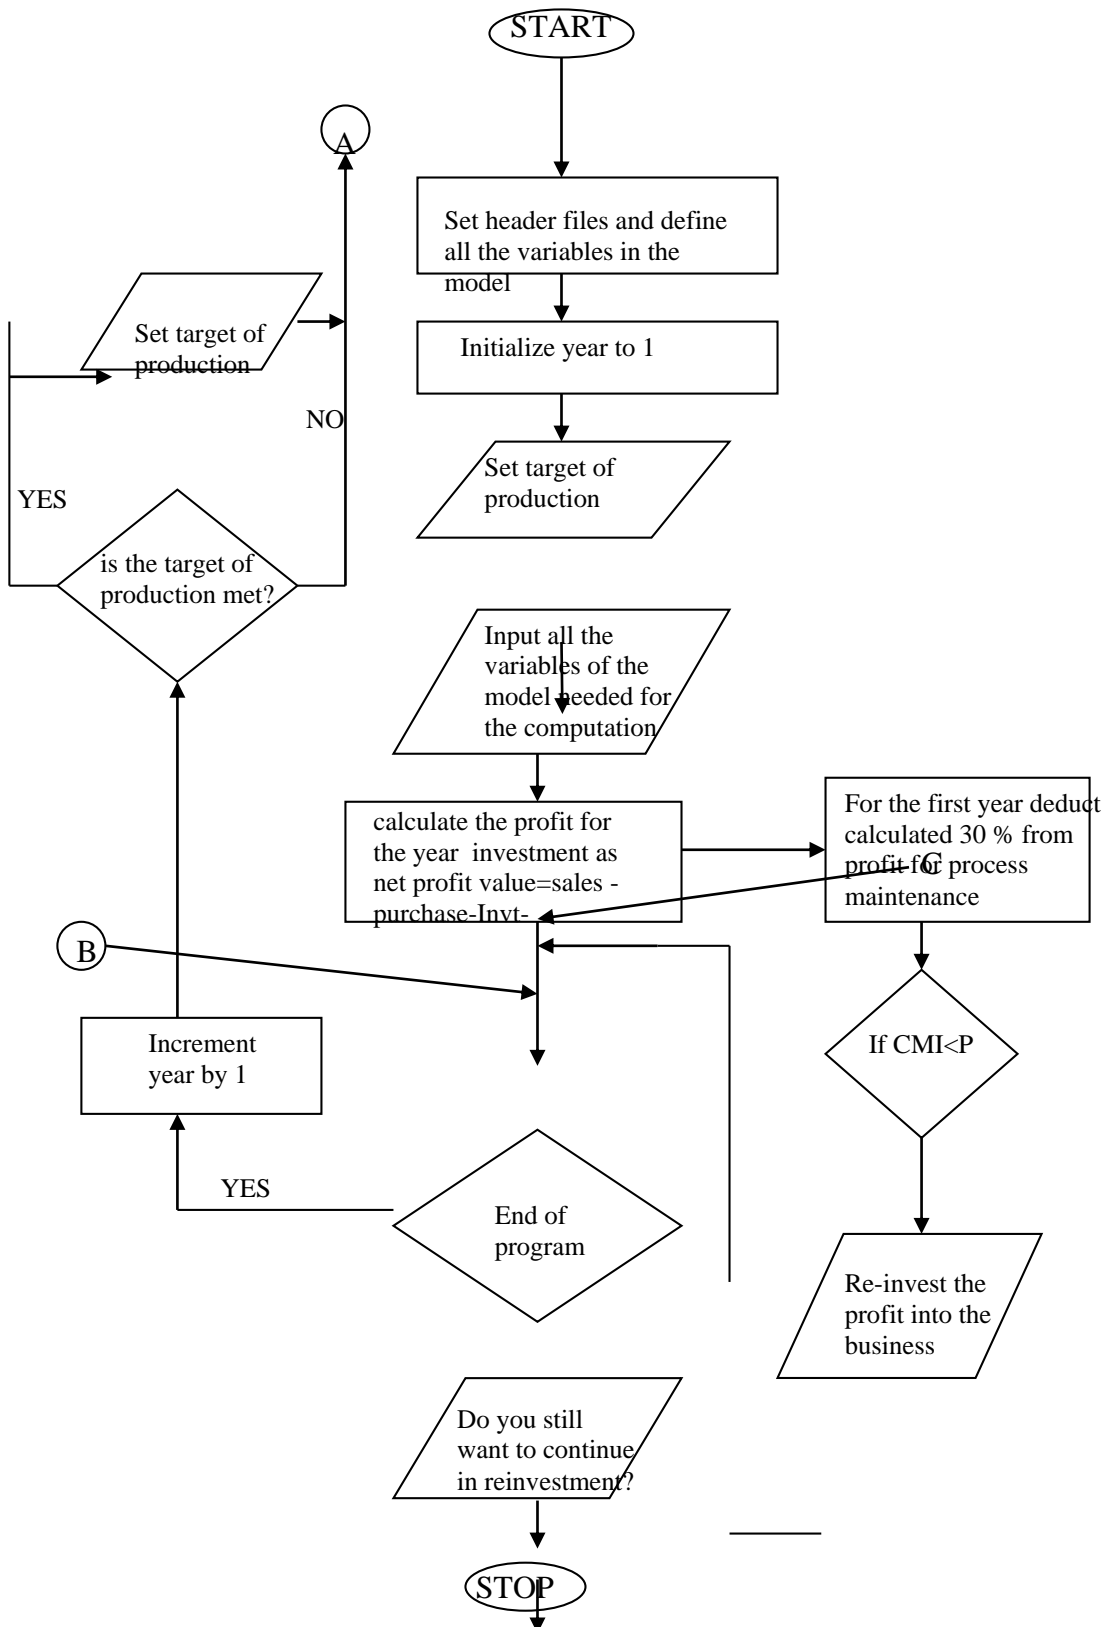 START
A
Set header files and define
all the variables in the
model
Set target of
production
Initialize year to 1
NO
Set target of
production
YES
is the target of
production met?
Input all the
variables of the
model needed for
the computation
For the first year deduct
calculated 30 % from
profit for process
maintenance
C
calculate the profit for
the year investment as
net profit value=sales -
purchase-Invt-
B
Increment
year by 1
If CMI<P
YES
End of
program
Re-invest the
profit into the
business
Do you still
want to continue
in reinvestment?
STOP